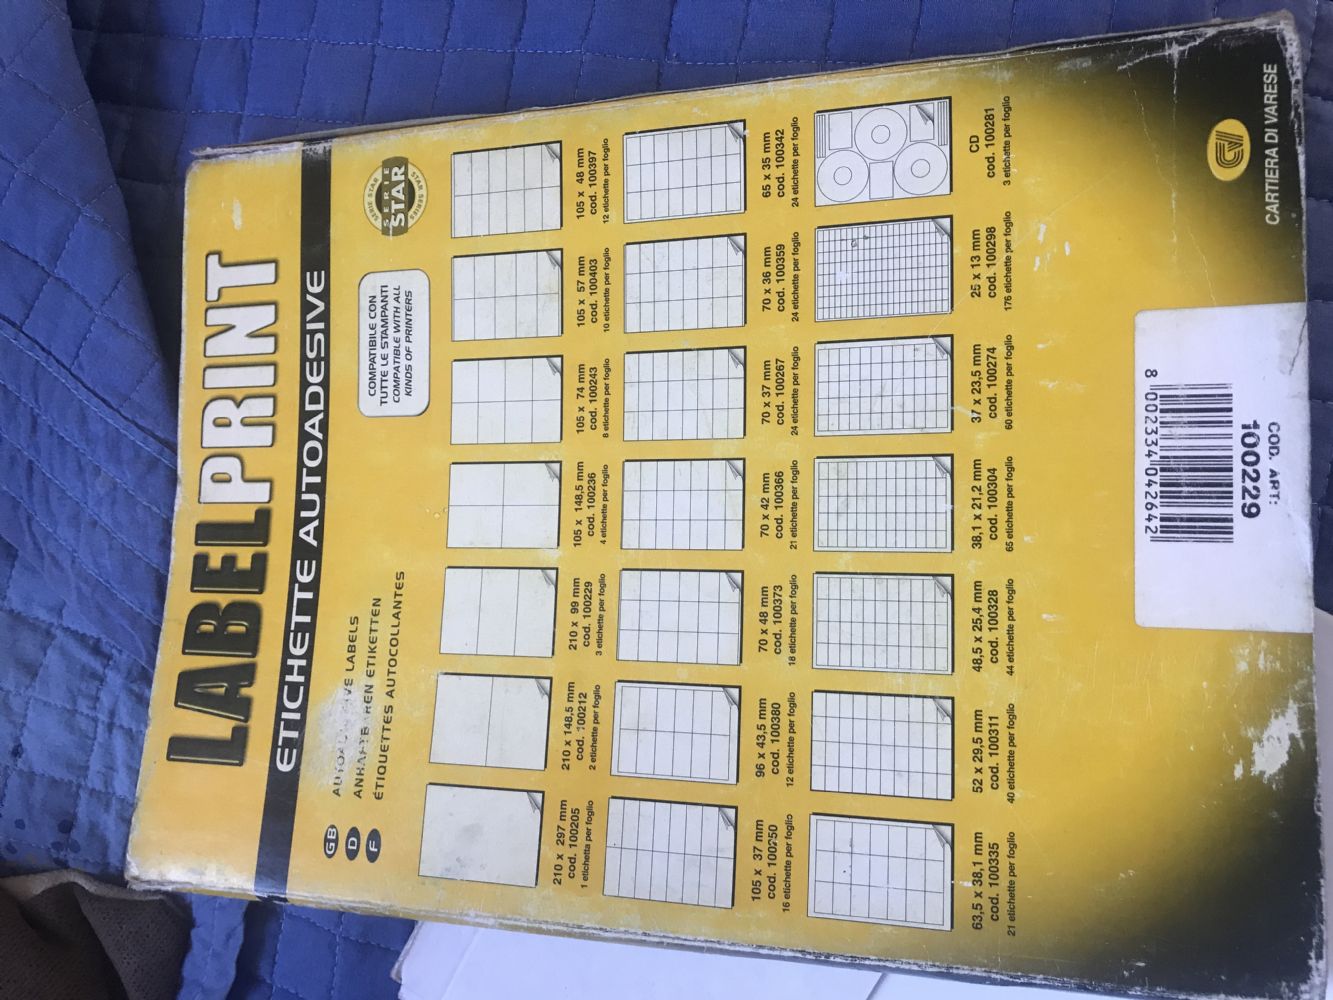 LABELPRINT
ETICHETTE AUTOADESIVE
GB LABELS
D ETIKETTEN
F ÉTIQUETTES AUTOCOLLANTES
COMPATIBILE CON
TUTTE LE STAMPANTI
COMPATIBLE WITH ALL
KINDS OF PRINTERS
SERIE STAR
SERIE
STAR
STAR SERIES
210 x 297 mm
cod. 100205
1 etichetta per foglio
210 x 148,5 mm
cod. 100212
2 etichette per foglio
210 x 99 mm
cod. 100229
3 etichette per foglio
105 x 148,5 mm
cod. 100236
4 etichette per foglio
105 x 74 mm
cod. 100243
8 etichette per foglio
105 x 57 mm
cod. 100403
10 etichette per foglio
105 x 48 mm
cod. 100397
12 etichette per foglio
105 x 37 mm
cod. 100250
16 etichette per foglio
96 x 43,5 mm
cod. 100380
12 etichette per foglio
70 x 48 mm
cod. 100373
18 etichette per foglio
70 x 42 mm
cod. 100366
21 etichette per foglio
70 x 37 mm
cod. 100267
24 etichette per foglio
70 x 36 mm
cod. 100359
24 etichette per foglio
65 x 35 mm
cod. 100342
24 etichette per foglio
63,5 x 38,1 mm
cod. 100335
21 etichette per foglio
52 x 29,5 mm
cod. 100311
40 etichette per foglio
48,5 x 25,4 mm
cod. 100328
44 etichette per foglio
38,1 x 21,2 mm
cod. 100304
65 etichette per foglio
37 x 23,5 mm
cod. 100274
60 etichette per foglio
25 x 13 mm
cod. 100298
176 etichette per foglio
CD
cod. 100281
3 etichette per foglio
8 002334 042642
100229
COD. ART:
CARTIERA DI VARESE